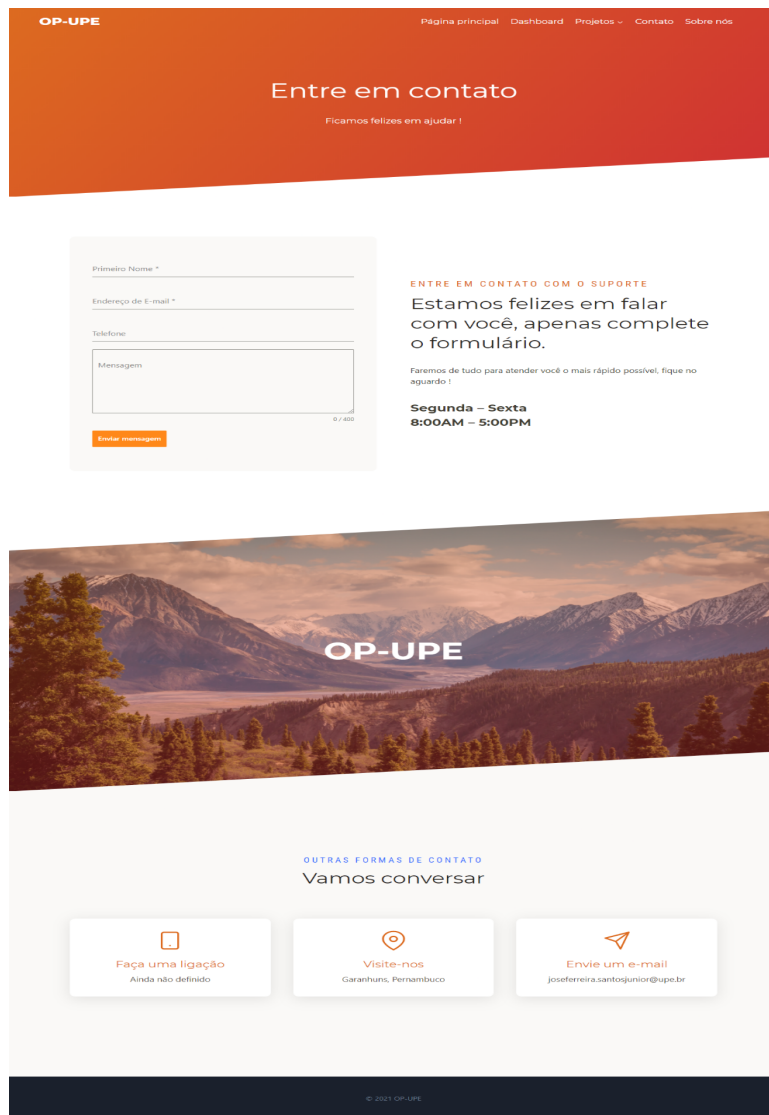 OP-UPE
Página principal Dashboard Projetos Contato Sobre nós
Entre em contato
Ficamos felizes em ajudar !
Primeiro Nome *
Endereço de E-mail *
Telefone
Mensagem
0 / 400
Enviar mensagem
ENTRE EM CONTATO COM O SUPORTE
Estamos felizes em falar
com você, apenas complete
o formulário.
Faremos de tudo para atender você o mais rápido possível, fique no
aguardo !
Segunda – Sexta
8:00AM – 5:00PM
OP-UPE
OUTRAS FORMAS DE CONTATO
Vamos conversar
Faça uma ligação
Ainda não definido
Visite-nos
Garanhuns, Pernambuco
Envie um e-mail
joseferreira.santosjunior@upe.br
© 2021 OP-UPE